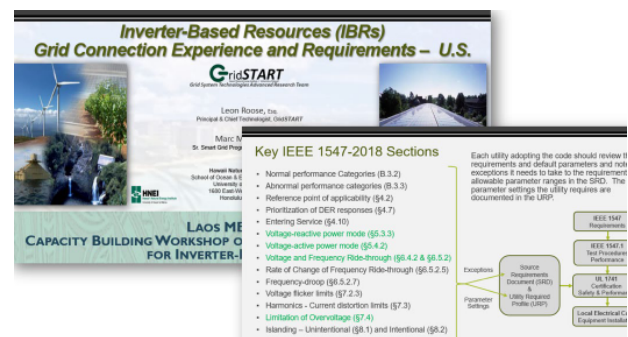 Inverter-Based Resources (IBRs)
Grid Connection Experience and Requirements – U.S.
GridSTART
Grid System Technologies Advanced Research Team
Leon Roose, Esq.
Principal & Chief Technologist, GridSTART
Marc M
Sr. Smart Grid Prog
Hawaii Natu
School of Ocean & E
University o
1680 East-We
Honolulu
HNEI
LAOS ME
CAPACITY BUILDING WORKSHOP O
FOR INVERTER-
Key IEEE 1547-2018 Sections
• Normal performance Categories (B.3.2)
• Abnormal performance categories (B.3.3)
• Reference point of applicability (§4.2)
• Prioritization of DER responses (§4.7)
• Entering Service (§4.10)
• Voltage-reactive power mode (§5.3.3)
• Voltage-active power mode (§5.4.2)
• Voltage and Frequency Ride-through (§6.4.2 & §6.5.2)
• Rate of Change of Frequency Ride-through (§6.5.2.5)
• Frequency-droop (§6.5.2.7)
• Voltage flicker limits (§7.2.3)
• Harmonics - Current distortion limits (§7.3)
• Limitation of Overvoltage (§7.4)
• Islanding – Unintentional (§8.1) and Intentional (§8.2)
Each utility adopting the code should review th
requirements and default parameters and note
exceptions it needs to take to the requirement
allowable parameter ranges in the SRD. The
parameter settings the utility requires are
documented in the URP.
Exceptions
Parameter
Settings
Source
Requirements
Document (SRD)
&
Utility Required
Profile (URP)
IEEE 1547
Requirements
IEEE 1547.1
Test Procedures
Performance
UL 1741
Certification
Safety & Performan
Local Electrical Co
Equipment Installat